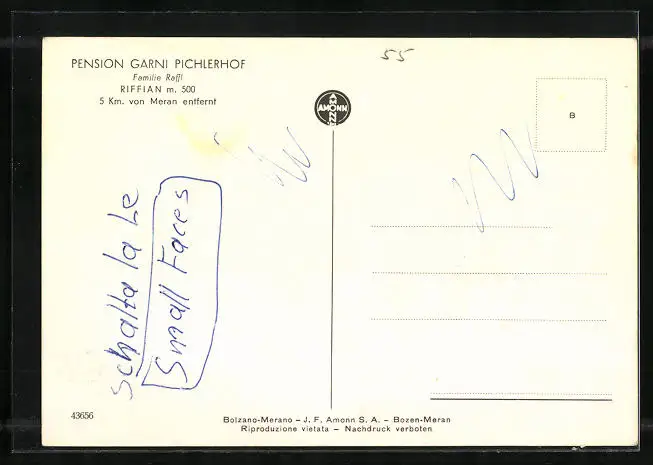 PENSION GARNI PICHLERHOF
Familie Raffl
RIFFIAN m. 500
5 Km. von Meran entfernt
55
AMONN
B
Schalla la Le
Small Faces
43656
Bolzano-Merano – J. F. Amonn S. A. – Bozen-Meran
Riproduzione vietata – Nachdruck verboten